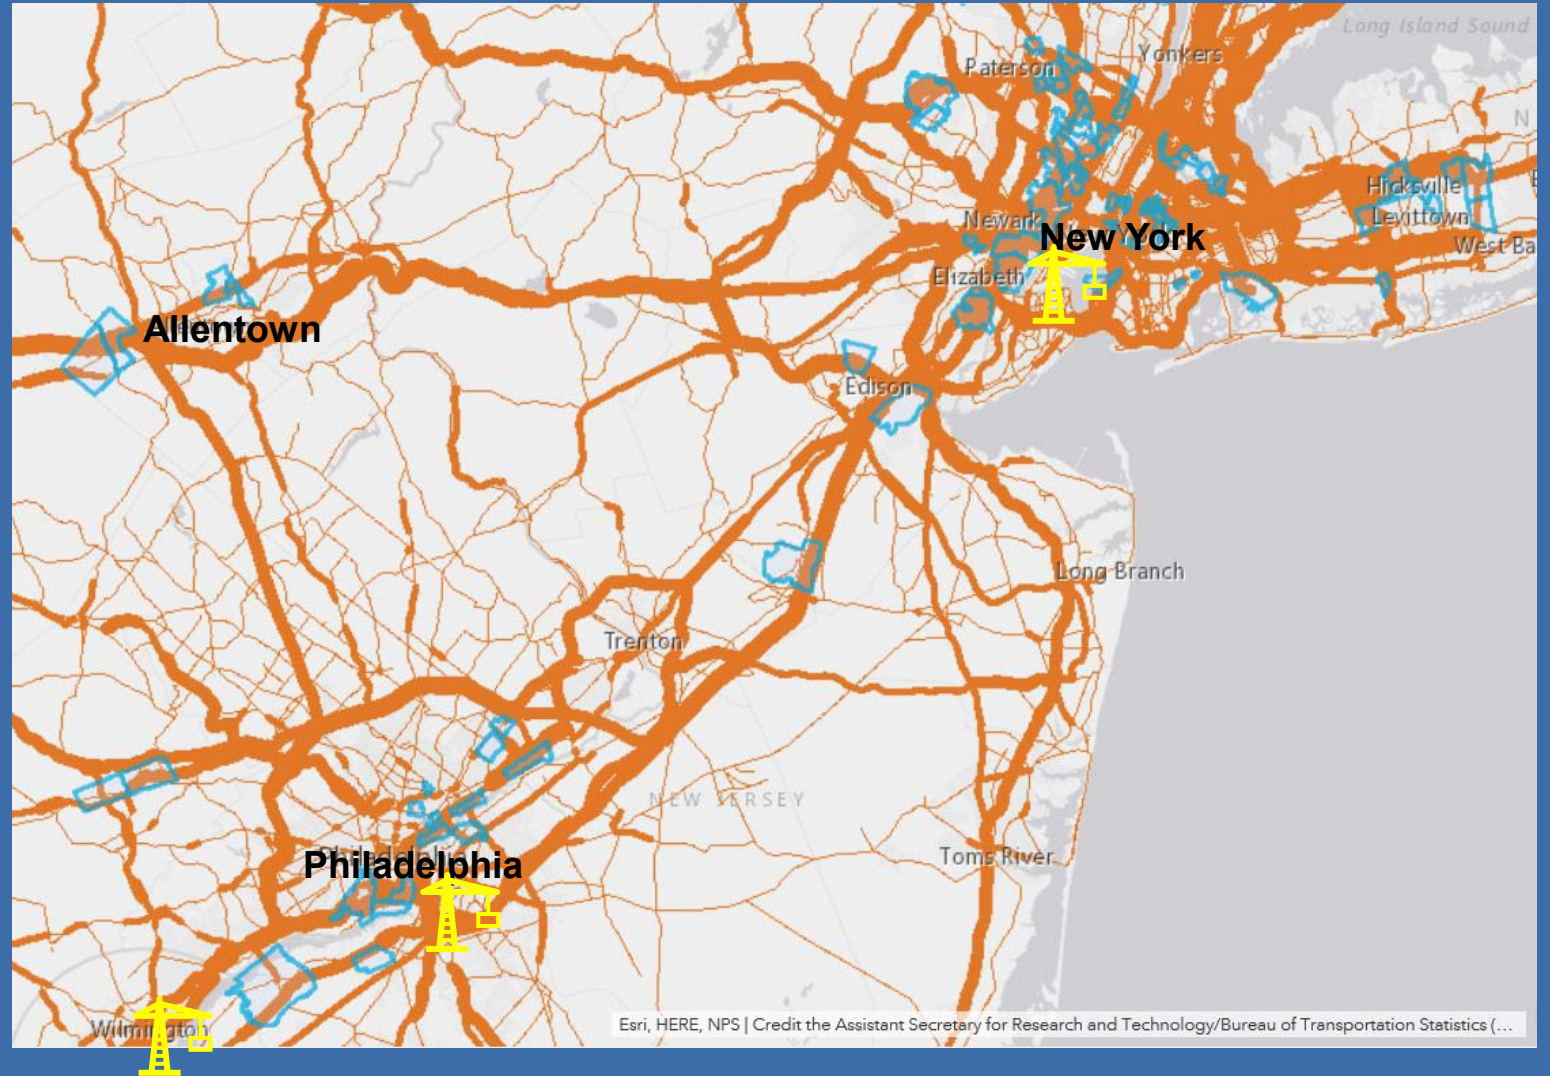 Long Island Sound
Yonkers
Paterson
N
Hicksville
Newark
Levittown
New York
West Ba
Elizabeth
Allentown
Edison
Long Branch
Trenton
NEW JERSEY
Toms River
Philadelphia
Esri, HERE, NPS | Credit the Assistant Secretary for Research and Technology/Bureau of Transportation Statistics (...
Wilmington